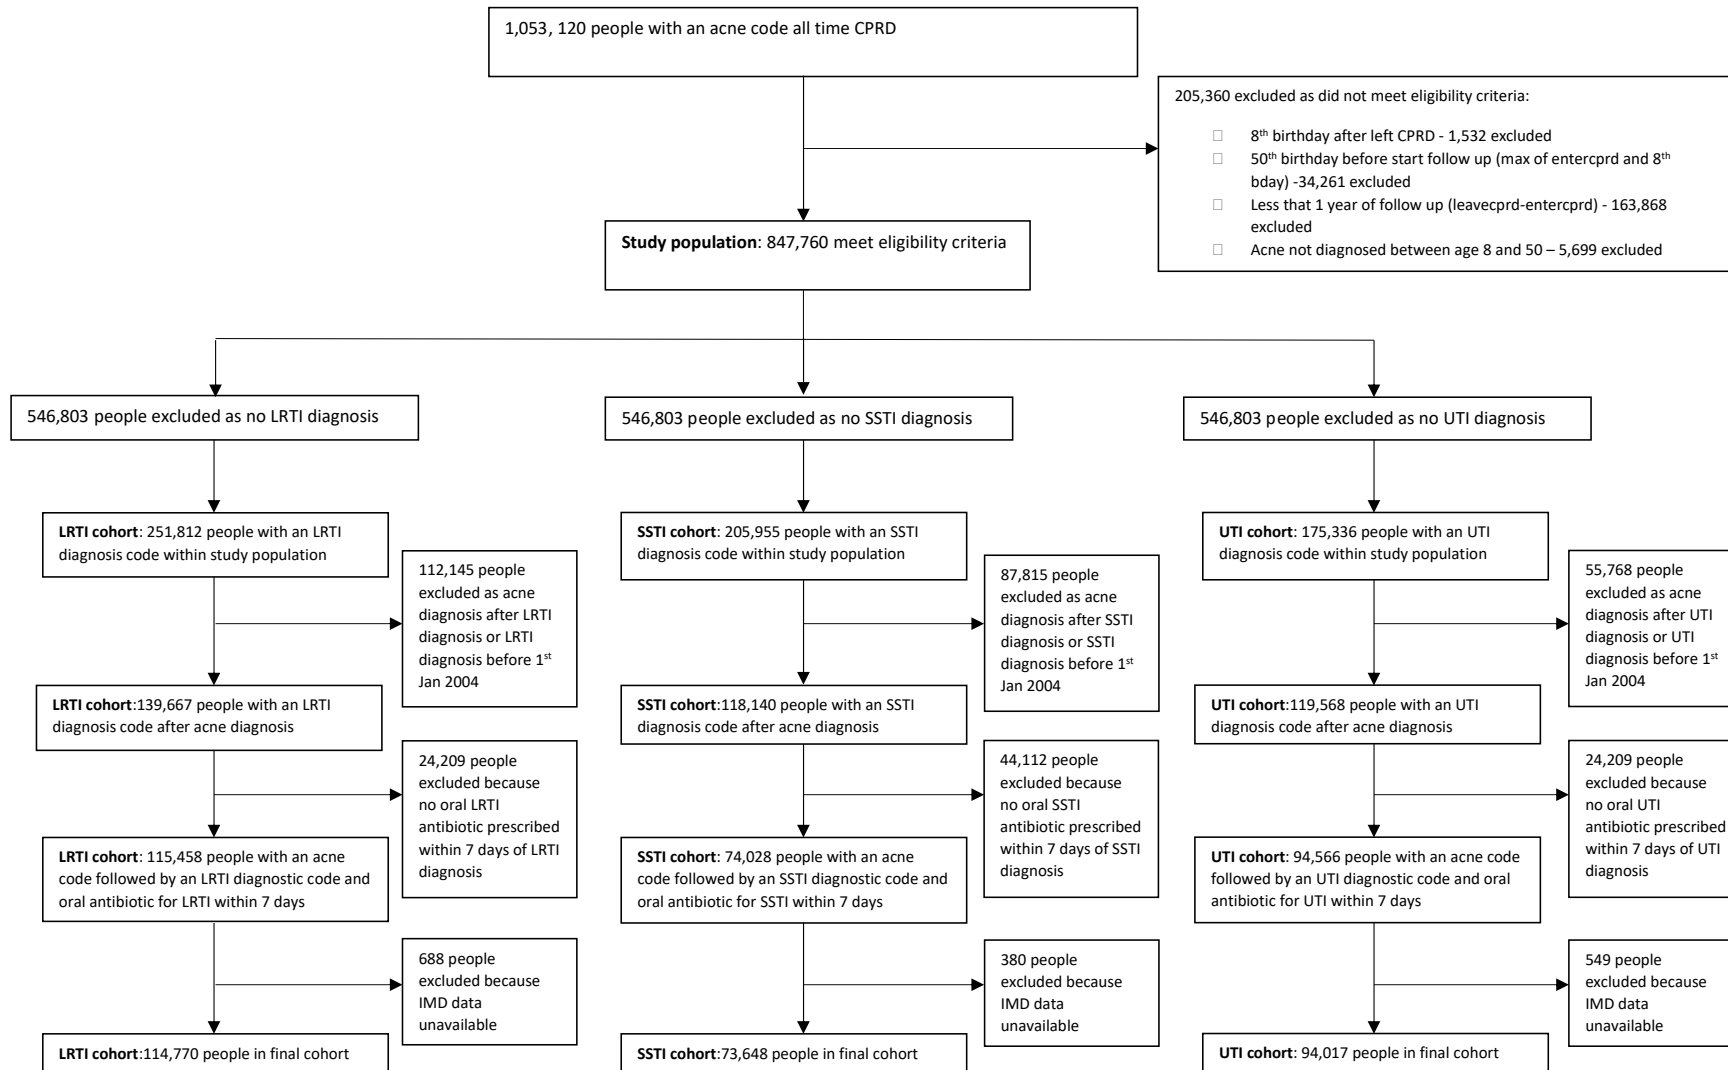 1,053, 120 people with an acne code all time CPRD
205,360 excluded as did not meet eligibility criteria:
8th birthday after left CPRD - 1,532 excluded
50th birthday before start follow up (max of entercprd and 8th
bday) -34,261 excluded
Less that 1 year of follow up (leavecprd-entercprd) - 163,868
excluded
Acne not diagnosed between age 8 and 50 – 5,699 excluded
Study population: 847,760 meet eligibility criteria
546,803 people excluded as no LRTI diagnosis
546,803 people excluded as no SSTI diagnosis
546,803 people excluded as no UTI diagnosis
LRTI cohort: 251,812 people with an LRTI
diagnosis code within study population
112,145 people
excluded as acne
diagnosis after LRTI
diagnosis or LRTI
diagnosis before 1st
Jan 2004
LRTI cohort:139,667 people with an LRTI
diagnosis code after acne diagnosis
24,209 people
excluded because
no oral LRTI
antibiotic prescribed
within 7 days of LRTI
diagnosis
LRTI cohort: 115,458 people with an acne
code followed by an LRTI diagnostic code and
oral antibiotic for LRTI within 7 days
688 people
excluded because
IMD data
unavailable
LRTI cohort:114,770 people in final cohort
SSTI cohort: 205,955 people with an SSTI
diagnosis code within study population
87,815 people
excluded as acne
diagnosis after SSTI
diagnosis or SSTI
diagnosis before 1st
Jan 2004
SSTI cohort:118,140 people with an SSTI
diagnosis code after acne diagnosis
44,112 people
excluded because
no oral SSTI
antibiotic prescribed
within 7 days of SSTI
diagnosis
SSTI cohort: 74,028 people with an acne
code followed by an SSTI diagnostic code and
oral antibiotic for SSTI within 7 days
380 people
excluded because
IMD data
unavailable
SSTI cohort:73,648 people in final cohort
UTI cohort: 175,336 people with an UTI
diagnosis code within study population
55,768 people
excluded as acne
diagnosis after UTI
diagnosis or UTI
diagnosis before 1st
Jan 2004
UTI cohort: 119,568 people with an UTI
diagnosis code after acne diagnosis
24,209 people
excluded because
no oral UTI
antibiotic prescribed
within 7 days of UTI
diagnosis
UTI cohort: 94,566 people with an acne code
followed by an UTI diagnostic code and oral
antibiotic for UTI within 7 days
549 people
excluded because
IMD data
unavailable
UTI cohort: 94,017 people in final cohort